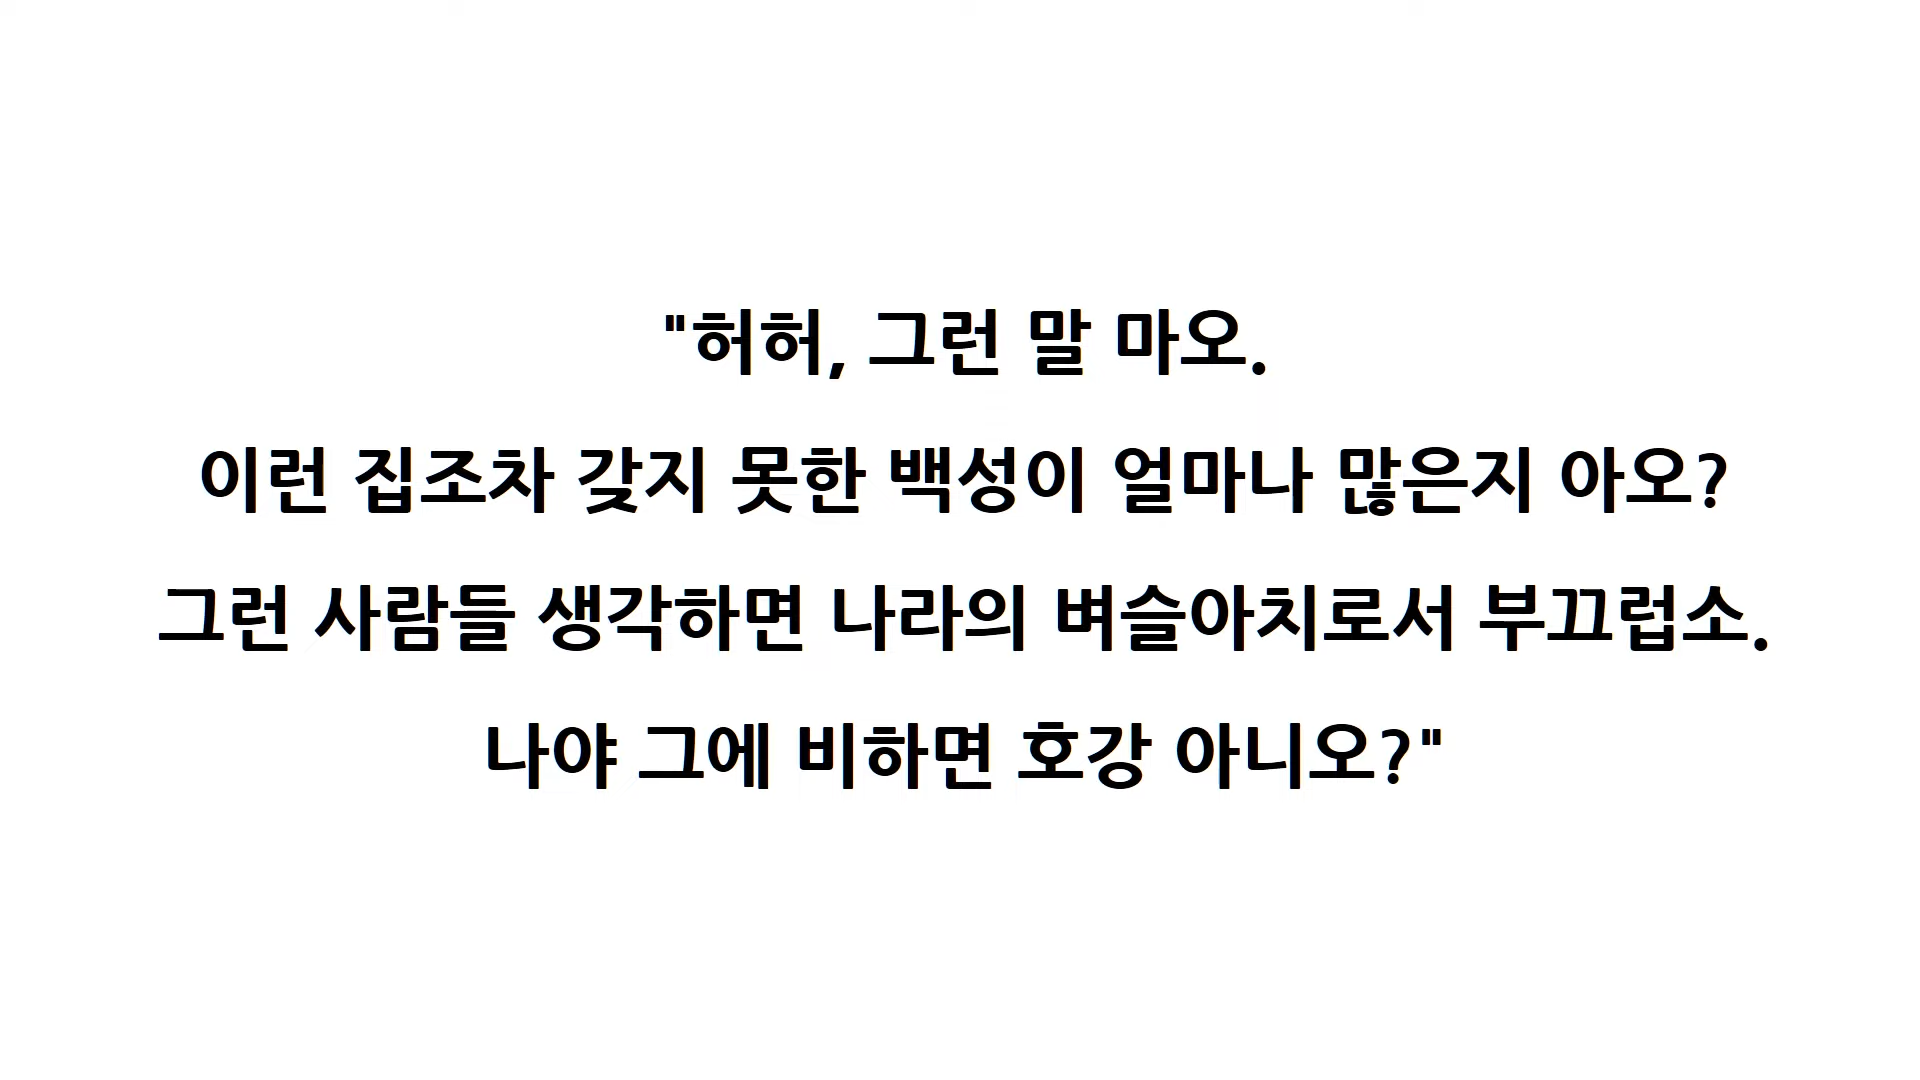 "허허, 그런 말 마오.
이런 집조차 갖지 못한 백성이 얼마나 많은지 아오?
그런 사람들 생각하면 나라의 벼슬아치로서 부끄럽소.
나야 그에 비하면 호강 아니오?"